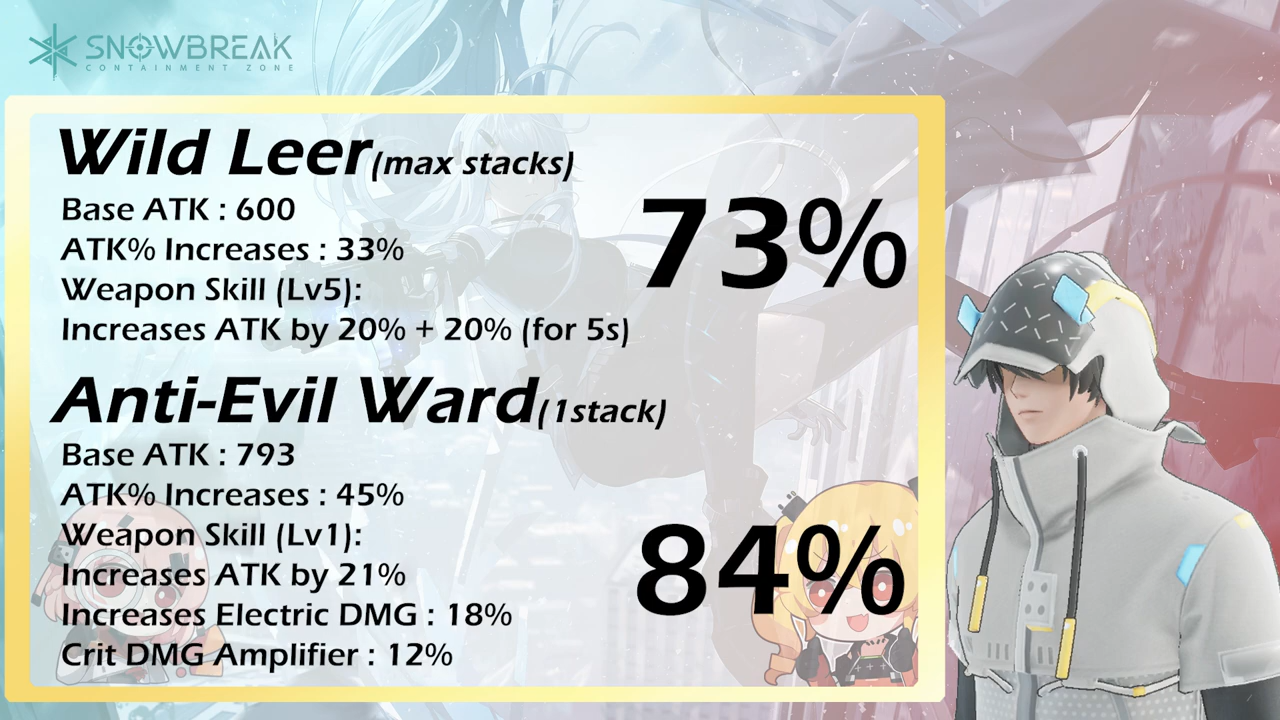 SNOWBREAK
CONTAINMENT ZONE
Wild Leer(max stacks)
Base ATK : 600
ATK% Increases : 33%
Weapon Skill (Lv5):
Increases ATK by 20% + 20% (for 5s)
73%
Anti-Evil Ward(1stack)
Base ATK : 793
ATK% Increases : 45%
Weapon Skill (Lv1):
Increases ATK by 21%
Increases Electric DMG : 18%
Crit DMG Amplifier : 12%
84%